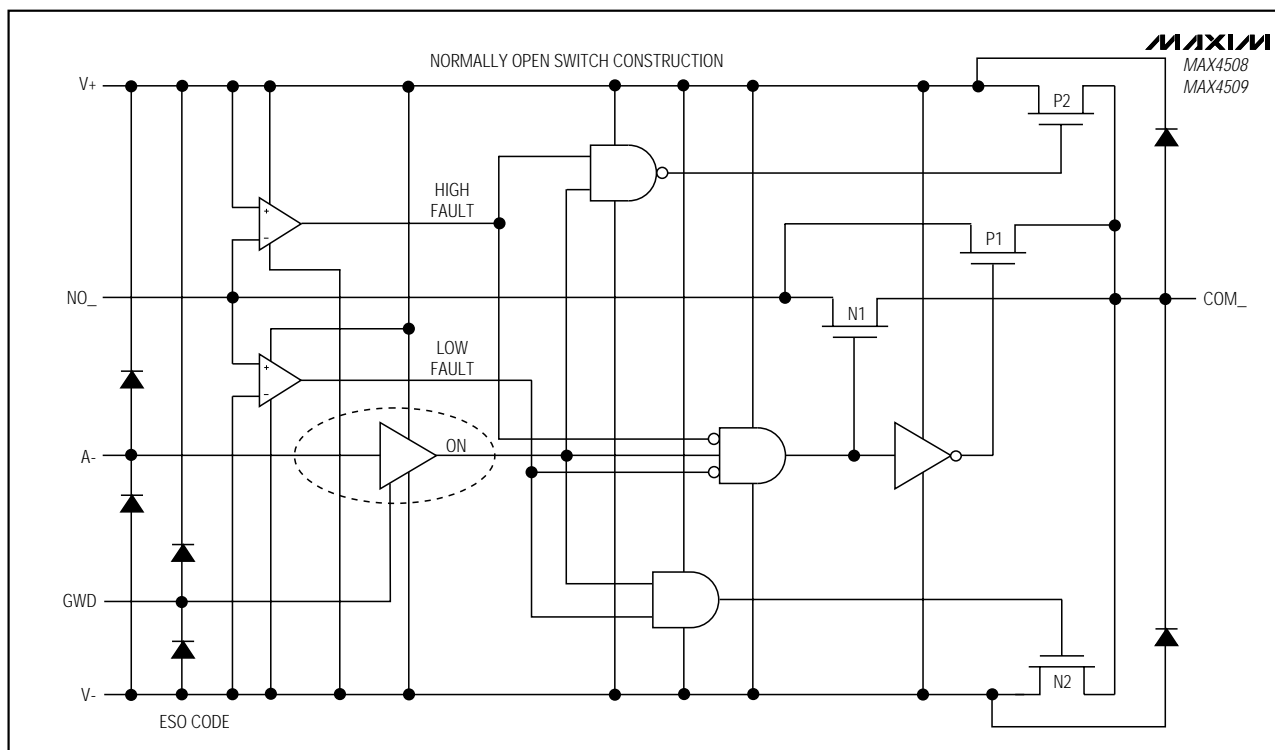 MAXIM
NORMALLY OPEN SWITCH CONSTRUCTION
MAX4508
MAX4509
V+
P2
+
-
HIGH
FAULT
P1
NO_
COM_
N1
+
-
LOW
FAULT
ON
A-
GWD
V-
N2
ESO CODE